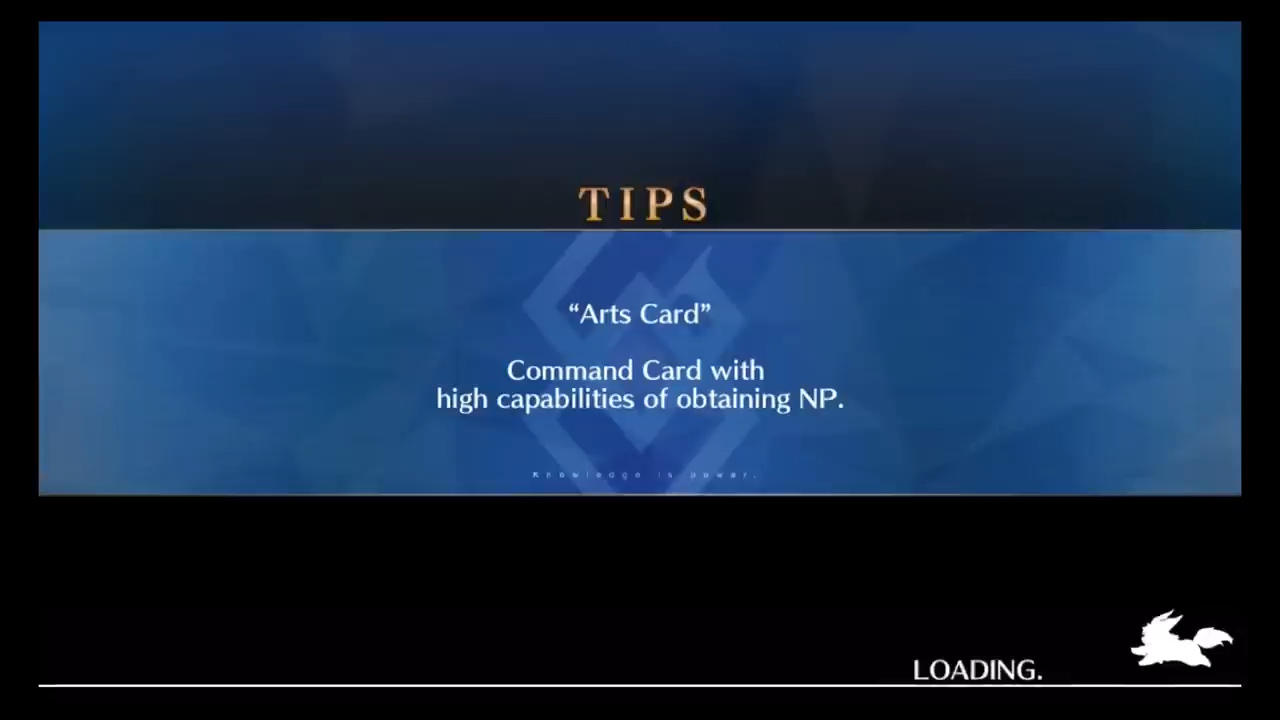 TIPS
“Arts Card”
Command Card with
high capabilities of obtaining NP.
Knowledge is power.
LOADING.